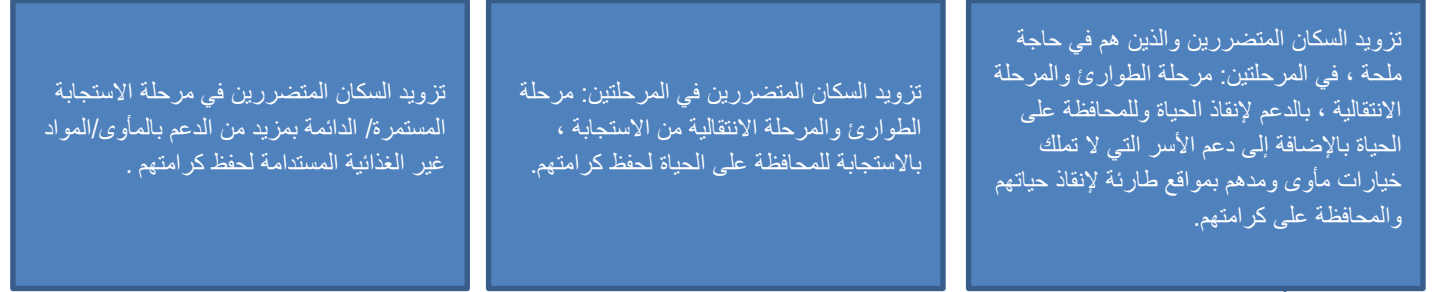 تزويد السكان المتضررين والذين هم في حاجة
ملحة ، في المرحلتين: مرحلة الطوارئ والمرحلة
الانتقالية ، بالدعم لإنقاذ الحياة وللمحافظة على
الحياة بالإضافة إلى دعم الأسر التي لا تملك
خيارات مأوى ومدهم بمواقع طارئة لإنقاذ حياتهم
والمحافظة على كرامتهم.
تزويد السكان المتضررين في المرحلتين: مرحلة
الطوارئ والمرحلة الانتقالية من الاستجابة ،
بالاستجابة للمحافظة على الحياة لحفظ كرامتهم.
تزويد السكان المتضررين في مرحلة الاستجابة
المستمرة/ الدائمة بمزيد من الدعم بالمأوى/المواد
غير الغذائية المستدامة لحفظ كرامتهم .